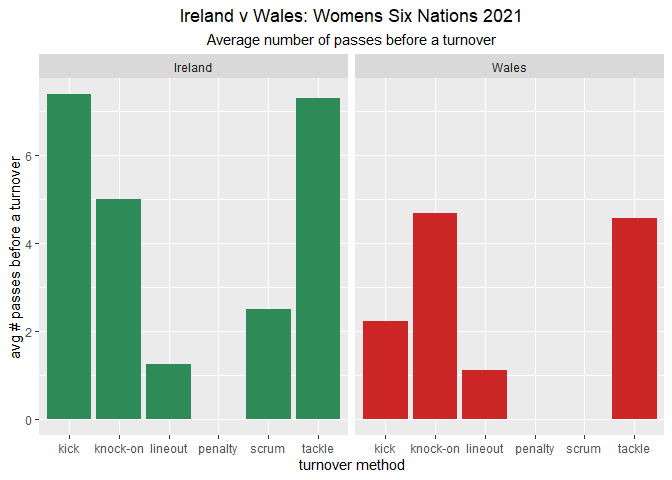 Ireland v Wales: Womens Six Nations 2021
Average number of passes before a turnover
Ireland
Wales
avg # passes before a turnover
6
4
2
0
kick knock-on lineout penalty scrum tackle
kick knock-on lineout penalty scrum tackle
turnover method